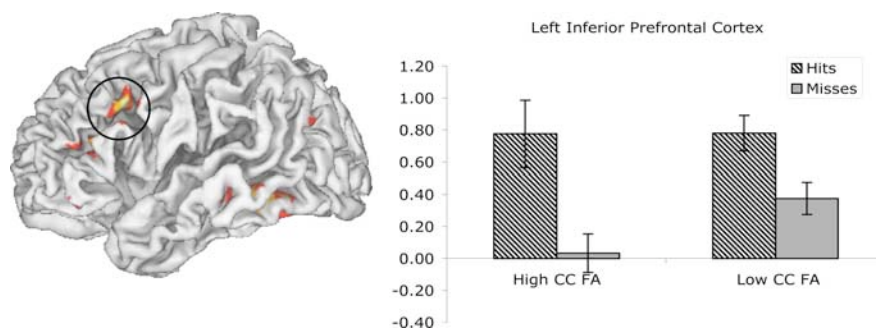 Left Inferior Prefrontal Cortex
Hits
Misses
1.20
1.00
0.80
0.60
0.40
0.20
0.00
-0.20
-0.40
High CC FA
Low CC FA